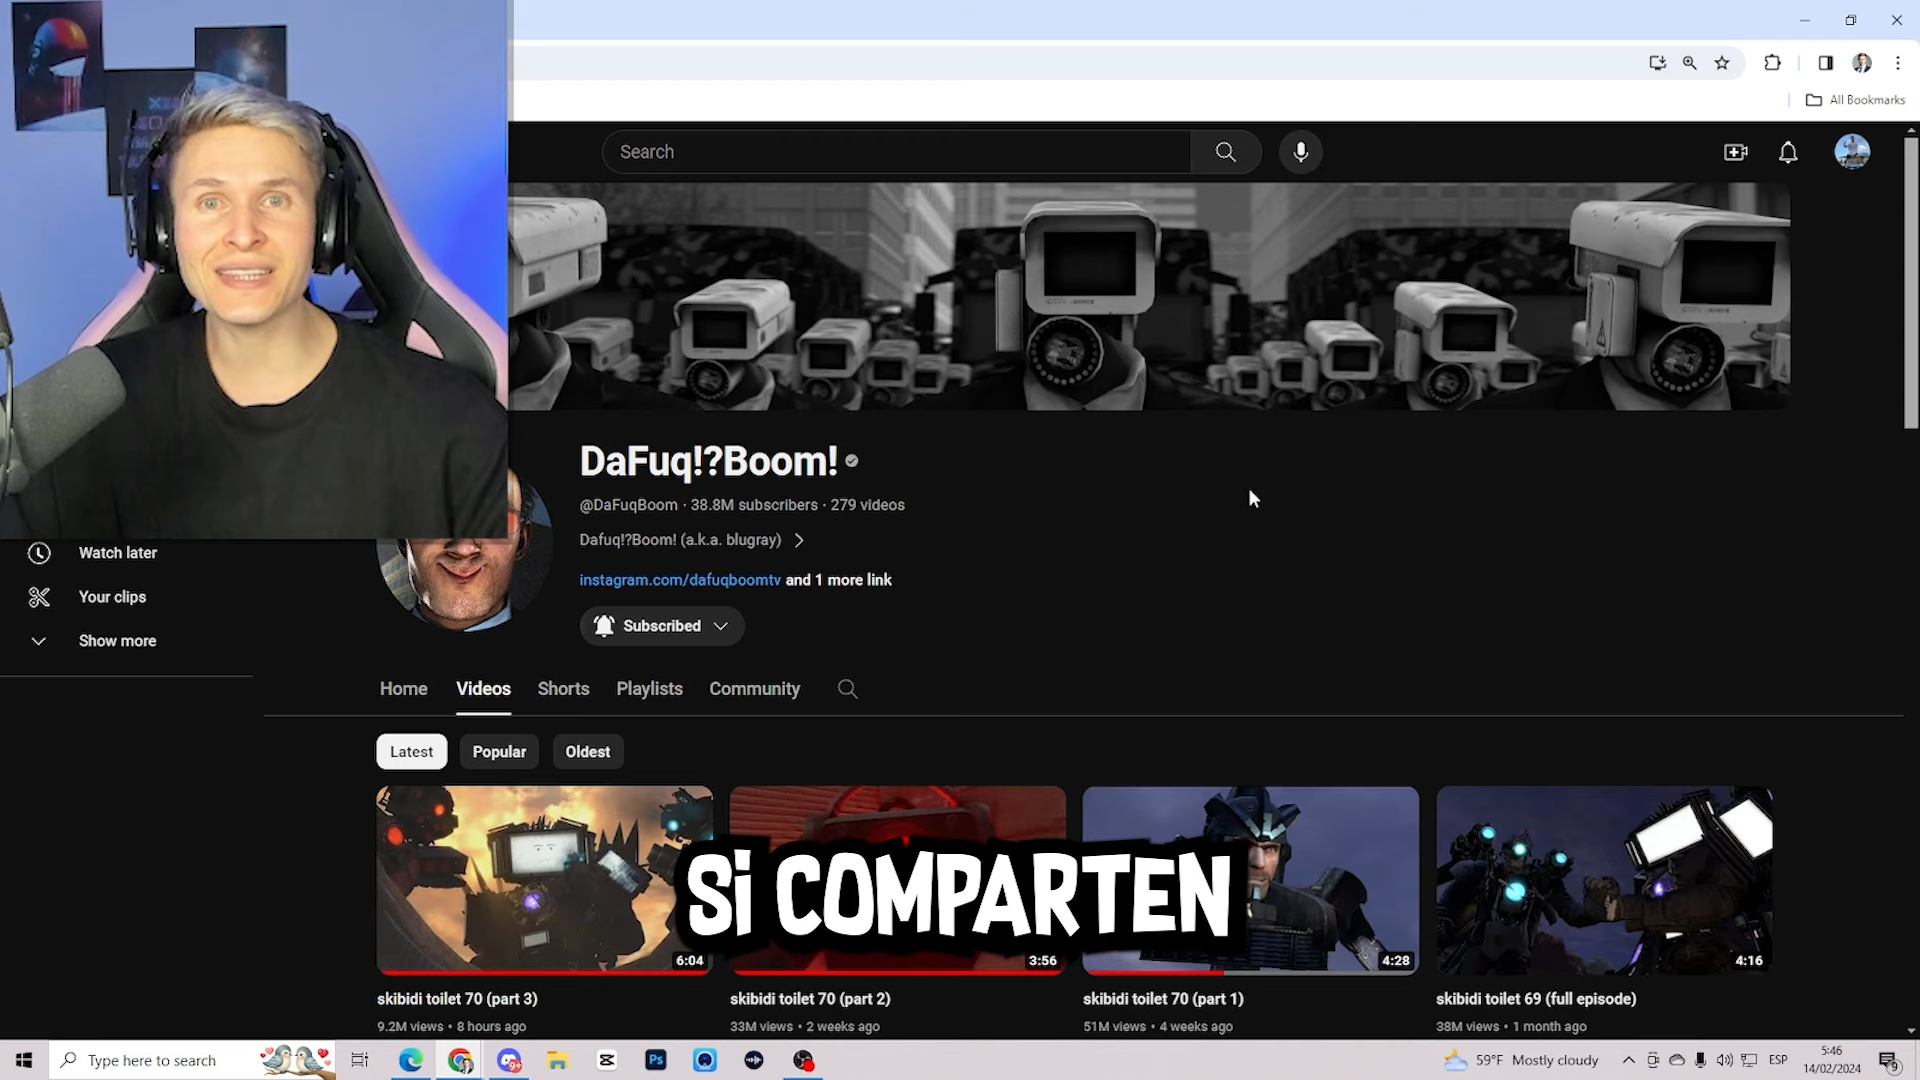 All Bookmarks
Search
DaFuq!?Boom!
@DaFuqBoom · 38.8M subscribers · 279 videos
Dafuq!?Boom! (a.k.a. blugray)
instagram.com/dafuqboomtv and 1 more link
Subscribed
Watch later
Your clips
Show more
Home Videos Shorts Playlists Community
Latest Popular Oldest
SI COMPARTEN
6:04 3:56 4:28 4:16
skibidi toilet 70 (part 3) skibidi toilet 70 (part 2) skibidi toilet 70 (part 1) skibidi toilet 69 (full episode)
9.2M views • 8 hours ago 33M views • 2 weeks ago 51M views • 4 weeks ago 38M views • 1 month ago
Type here to search
9+
Ps
59°F Mostly cloudy
ESP
5:46
14/02/2024
9